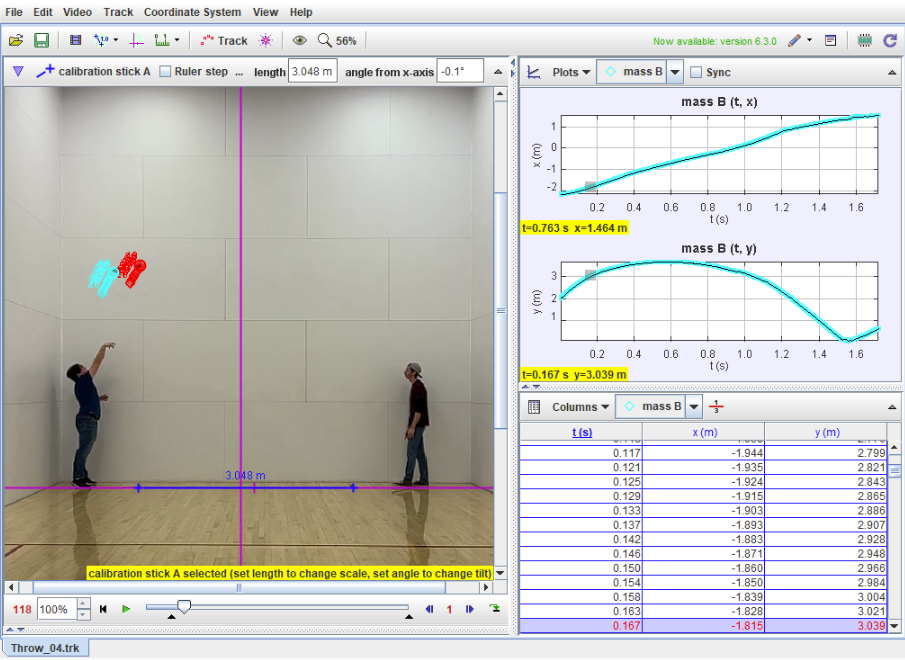 File Edit Video Track Coordinate System View Help
Track 56% Now available: version 6.3.0
calibration stick A Ruler step ... length 3.048 m angle from x-axis -0.1°
Plots mass B Sync
mass B (t, x)
x (m)
1
0
-1
-2
0.2 0.4 0.6 0.8 1.0 1.2 1.4 1.6
t (s)
t=0.763 s x=1.464 m
mass B (t, y)
y (m)
3
2
1
0.2 0.4 0.6 0.8 1.0 1.2 1.4 1.6
t (s)
t=0.167 s y=3.039 m
3.048 m
calibration stick A selected (set length to change scale, set angle to change tilt)
118 100% 1
Columns mass B
t (s) x (m) y (m)
0.117 -1.944 2.799
0.121 -1.935 2.821
0.125 -1.924 2.843
0.129 -1.915 2.865
0.133 -1.903 2.886
0.137 -1.893 2.907
0.142 -1.883 2.928
0.146 -1.871 2.948
0.150 -1.860 2.966
0.154 -1.850 2.984
0.158 -1.839 3.004
0.163 -1.828 3.021
0.167 -1.815 3.039
Throw_04.trk